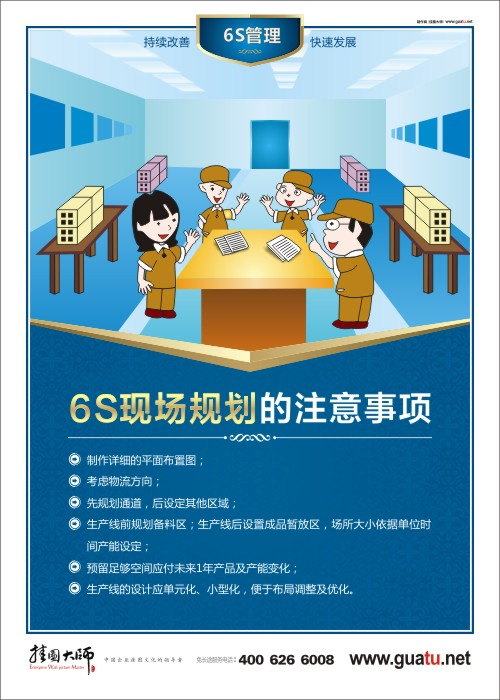 持续改善
6S管理
快速发展
www.guatu.net
6S现场规划的注意事项
制作详细的平面布置图；
考虑物流方向；
先规划通道，后设定其他区域；
生产线前规划备料区；生产线后设置成品暂放区，场所大小依据单位时
间产能设定；
预留足够空间应付未来1年产品及产能变化；
生产线的设计应单元化、小型化，便于布局调整及优化。
挂图大师
中国企业挂图文化的领导者
免长途服务电话：400 626 6008
www.guatu.net